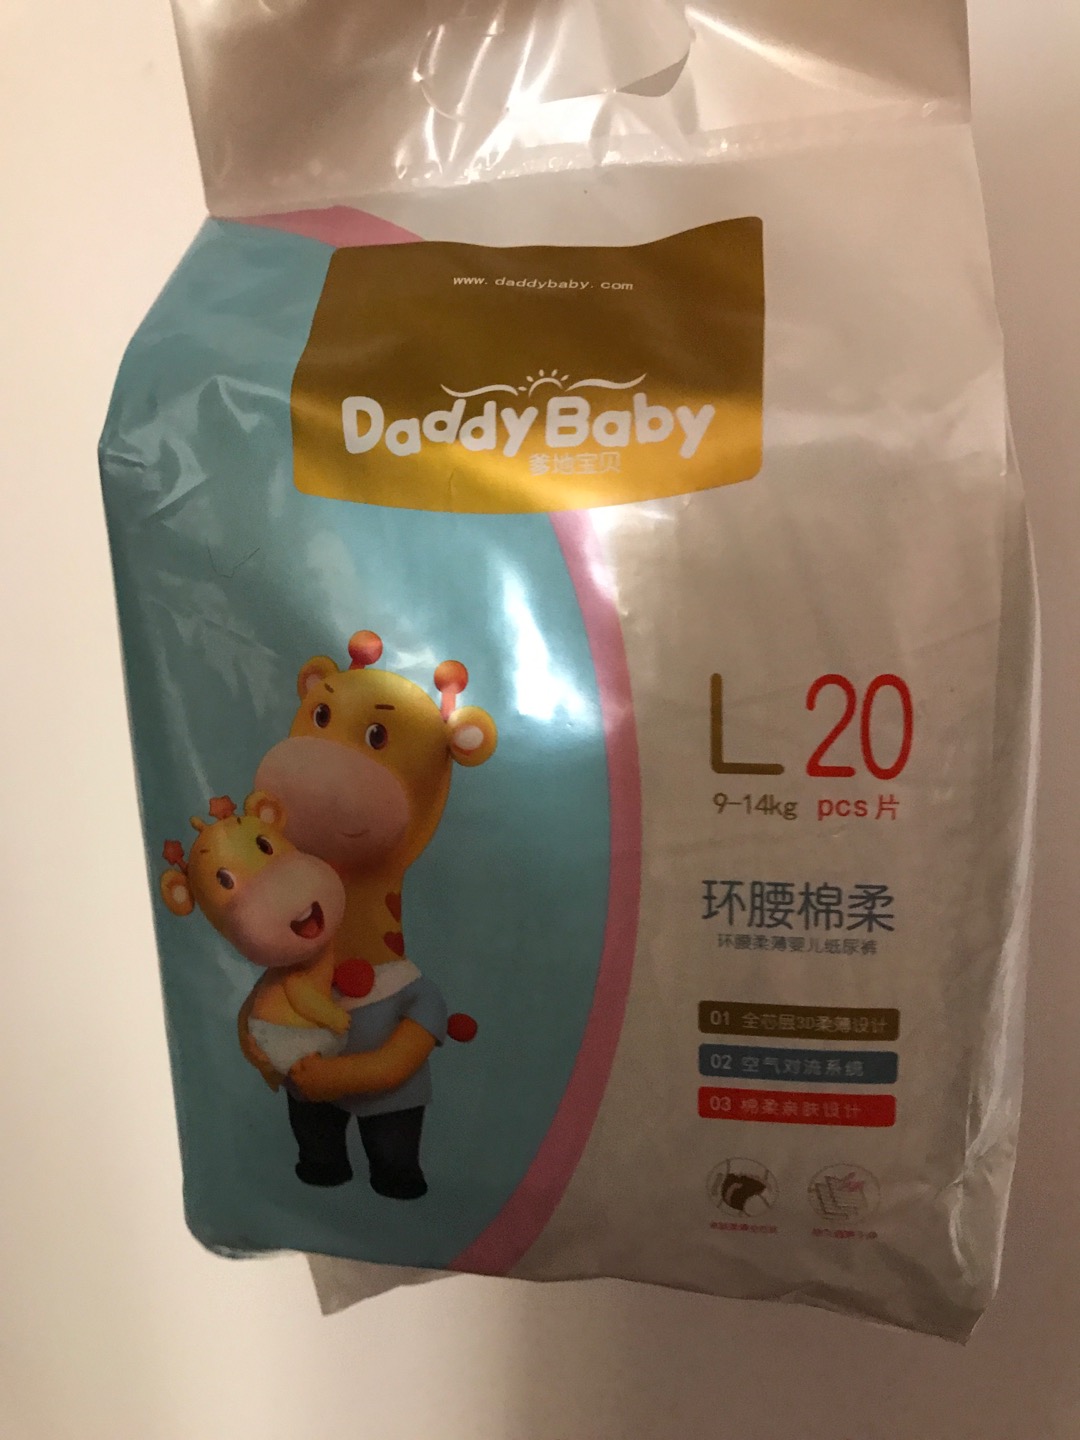 www.daddybaby.com
DaddyBaby
爹地宝贝
L 20
9-14kg pcs片
环腰棉柔
环腰柔薄婴儿纸尿裤
01 全芯层3D柔薄设计
02 空气对流系统
03 棉柔亲肤设计